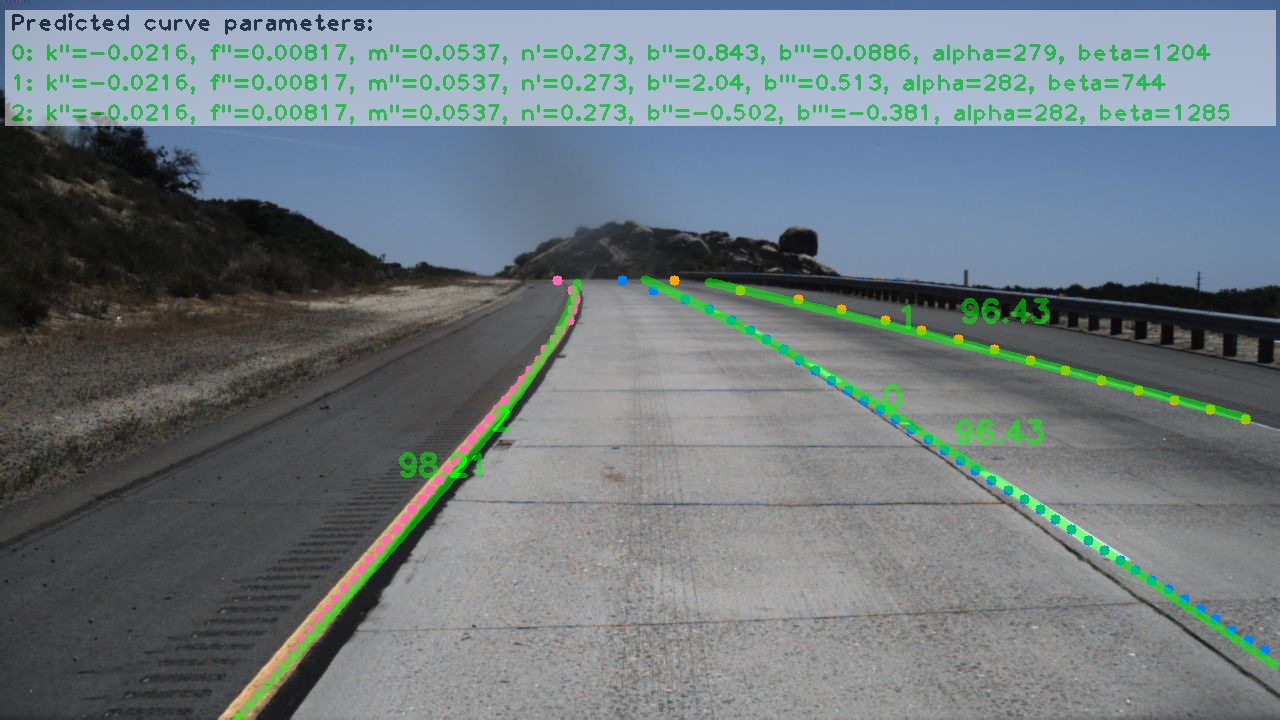 Predicted curve parameters:
0: k''=-0.0216, f''=0.00817, m''=0.0537, n'=0.273, b''=0.843, b'''=0.0886, alpha=279, beta=1204
1: k''=-0.0216, f''=0.00817, m''=0.0537, n'=0.273, b''=2.04, b'''=0.513, alpha=282, beta=744
2: k''=-0.0216, f''=0.00817, m''=0.0537, n'=0.273, b''=-0.502, b'''=-0.381, alpha=282, beta=1285
1 96.43
0
96.43
2
98.21